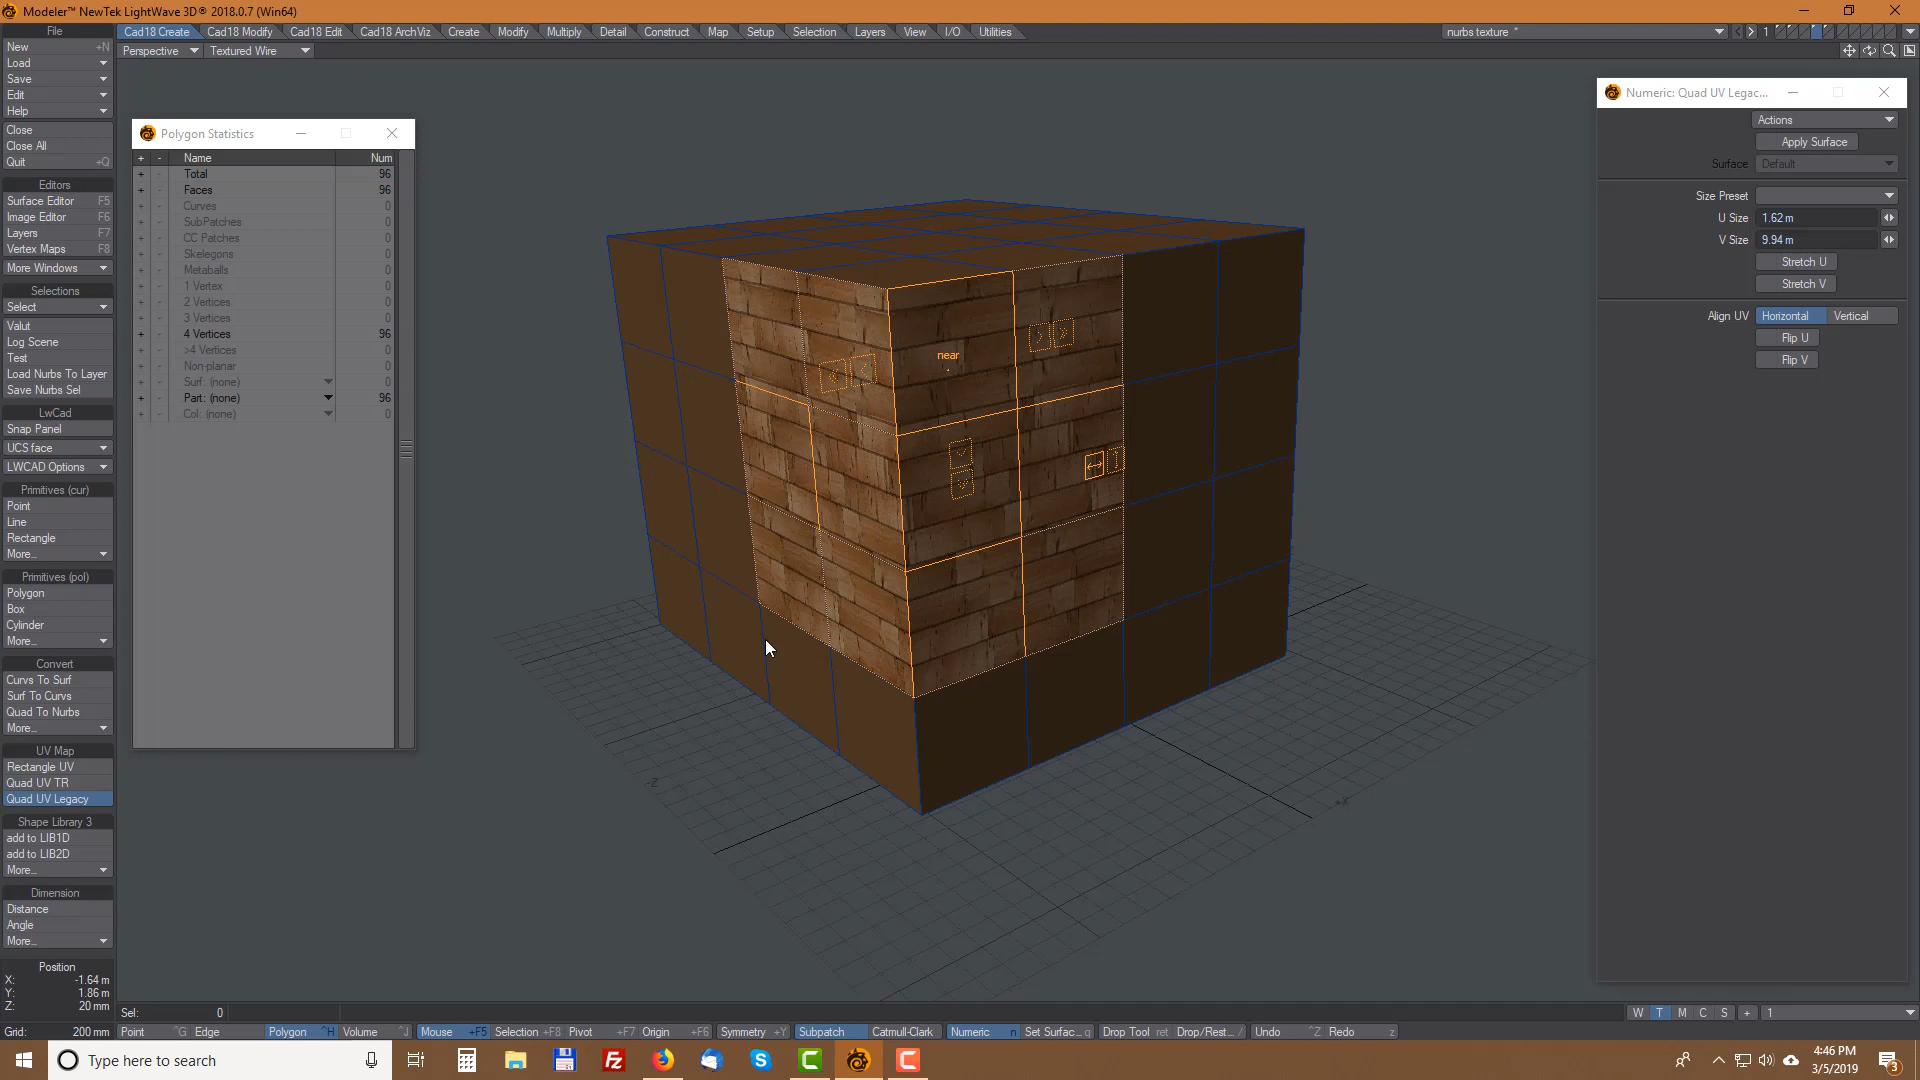 Modeler™ NewTek LightWave 3D® 2018.0.7 (Win64)
File
Cad18 Create Cad18 Modify Cad18 Edit Cad18 ArchViz Create Modify Multiply Detail Construct Map Setup Selection Layers View I/O Utilities
nurbs texture * 1
New +N
Perspective Textured Wire
Load
Save
Edit
Help
Close
Close All
Quit +Q
Editors
Surface Editor F5
Image Editor F6
Layers F7
Vertex Maps F8
More Windows
Selections
Select
Valut
Log Scene
Test
Load Nurbs To Layer
Save Nurbs Sel
LwCad
Snap Panel
UCS face
LWCAD Options
Primitives (cur)
Point
Line
Rectangle
More...
Primitives (pol)
Polygon
Box
Cylinder
More...
Convert
Curvs To Surf
Surf To Curvs
Quad To Nurbs
More...
UV Map
Rectangle UV
Quad UV TR
Quad UV Legacy
Shape Library 3
add to LIB1D
add to LIB2D
More...
Dimension
Distance
Angle
More...
Position
X: -1.64 m
Y: 1.86 m
Z: 20 mm
Grid: 200 mm
Polygon Statistics
+ - Name Num
+ - Total 96
+ - Faces 96
+ - Curves 0
+ - SubPatches 0
+ - CC Patches 0
+ - Skelegons 0
+ - Metaballs 0
+ - 1 Vertex 0
+ - 2 Vertices 0
+ - 3 Vertices 0
+ - 4 Vertices 96
+ - >4 Vertices 0
+ - Non-planar 0
+ - Surf: (none) 0
+ - Part: (none) 96
+ - Col: (none) 0
near
-Z
+X
Numeric: Quad UV Legac...
Actions
Apply Surface
Surface Default
Size Preset
U Size 1.62 m
V Size 9.94 m
Stretch U
Stretch V
Align UV Horizontal Vertical
Flip U
Flip V
Sel: 0
W T M C S + 1
Point ^G Edge Polygon ^H Volume ^J Mouse +F5 Selection +F8 Pivot +F7 Origin +F6 Symmetry +Y Subpatch Catmull-Clark Numeric n Set Surfac... q Drop Tool ret Drop/Rest... / Undo ^Z Redo z
Type here to search
4:46 PM
3/5/2019
3